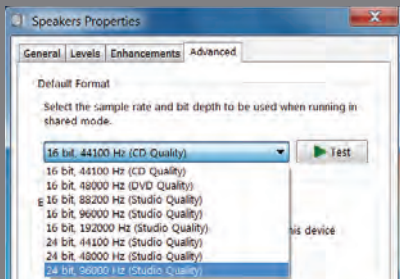 Speakers Properties
General Levels Enhancements Advanced
Default Format
Select the sample rate and bit depth to be used when running in
shared mode.
16 bit, 44100 Hz (CD Quality) Test
16 bit, 44100 Hz (CD Quality)
16 bit, 48000 Hz (DVD Quality)
16 bit, 88200 Hz (Studio Quality)
16 bit, 96000 Hz (Studio Quality)
16 bit, 192000 Hz (Studio Quality)
his device
24 bit, 44100 Hz (Studio Quality)
24 bit, 48000 Hz (Studio Quality)
24 bit, 96000 Hz (Studio Quality)